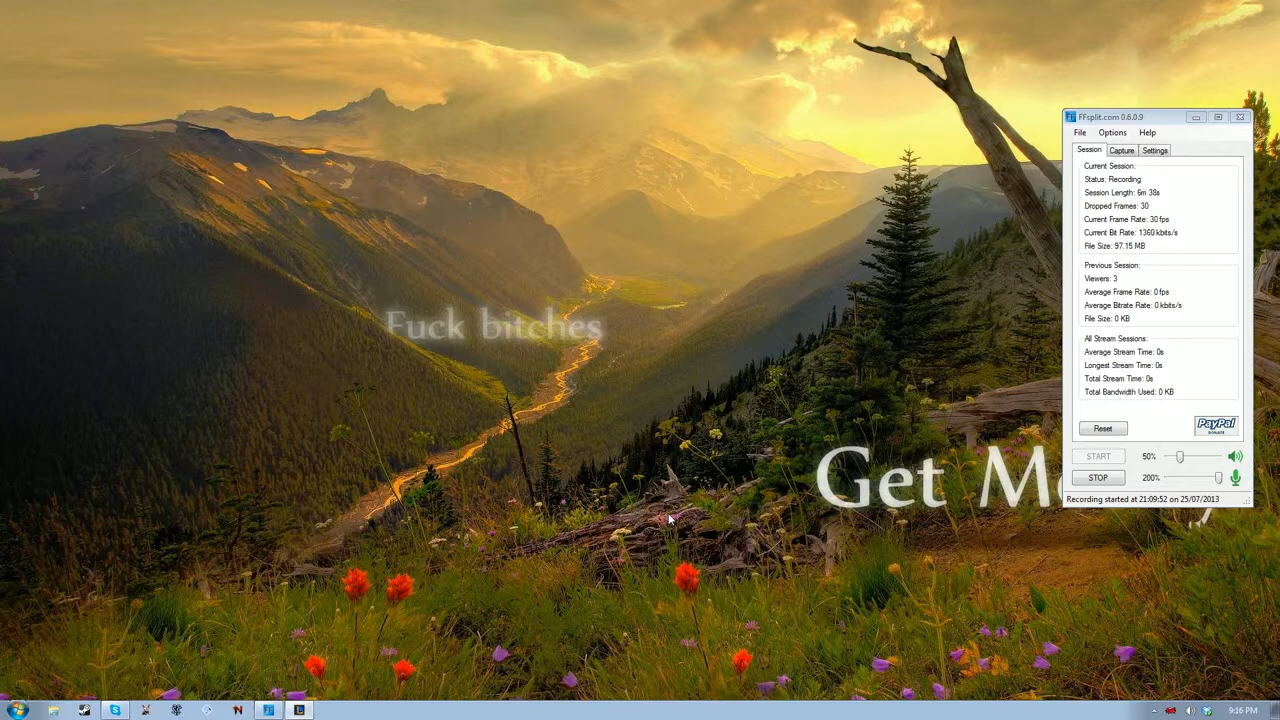 FFsplit.com 0.6.0.9
File Options Help
Session Capture Settings
Current Session:
Status: Recording
Session Length: 6m 38s
Dropped Frames: 30
Current Frame Rate: 30 fps
Current Bit Rate: 1360 kbits/s
File Size: 97.15 MB
Previous Session:
Viewers: 3
Average Frame Rate: 0 fps
Average Bitrate Rate: 0 kbits/s
File Size: 0 KB
Fuck bitches
All Stream Sessions:
Average Stream Time: 0s
Longest Stream Time: 0s
Total Stream Time: 0s
Total Bandwidth Used: 0 KB
Reset
PayPal
DONATE
START 50%
STOP 200%
Get
Recording started at 21:09:52 on 25/07/2013
9:16 PM